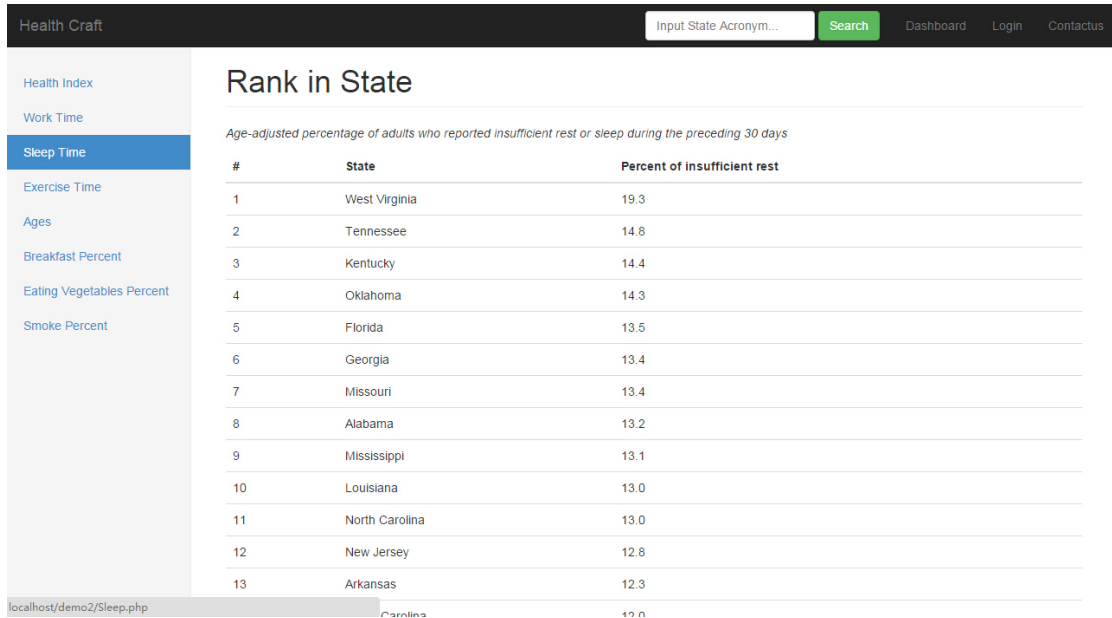 Health Craft Input State Acronym... Search Dashboard Login Contactus
Health Index
Work Time
Sleep Time
Exercise Time
Ages
Breakfast Percent
Eating Vegetables Percent
Smoke Percent
Rank in State
Age-adjusted percentage of adults who reported insufficient rest or sleep during the preceding 30 days
# State Percent of insufficient rest
1 West Virginia 19.3
2 Tennessee 14.8
3 Kentucky 14.4
4 Oklahoma 14.3
5 Florida 13.5
6 Georgia 13.4
7 Missouri 13.4
8 Alabama 13.2
9 Mississippi 13.1
10 Louisiana 13.0
11 North Carolina 13.0
12 New Jersey 12.8
13 Arkansas 12.3
Carolina 12.0
localhost/demo2/Sleep.php